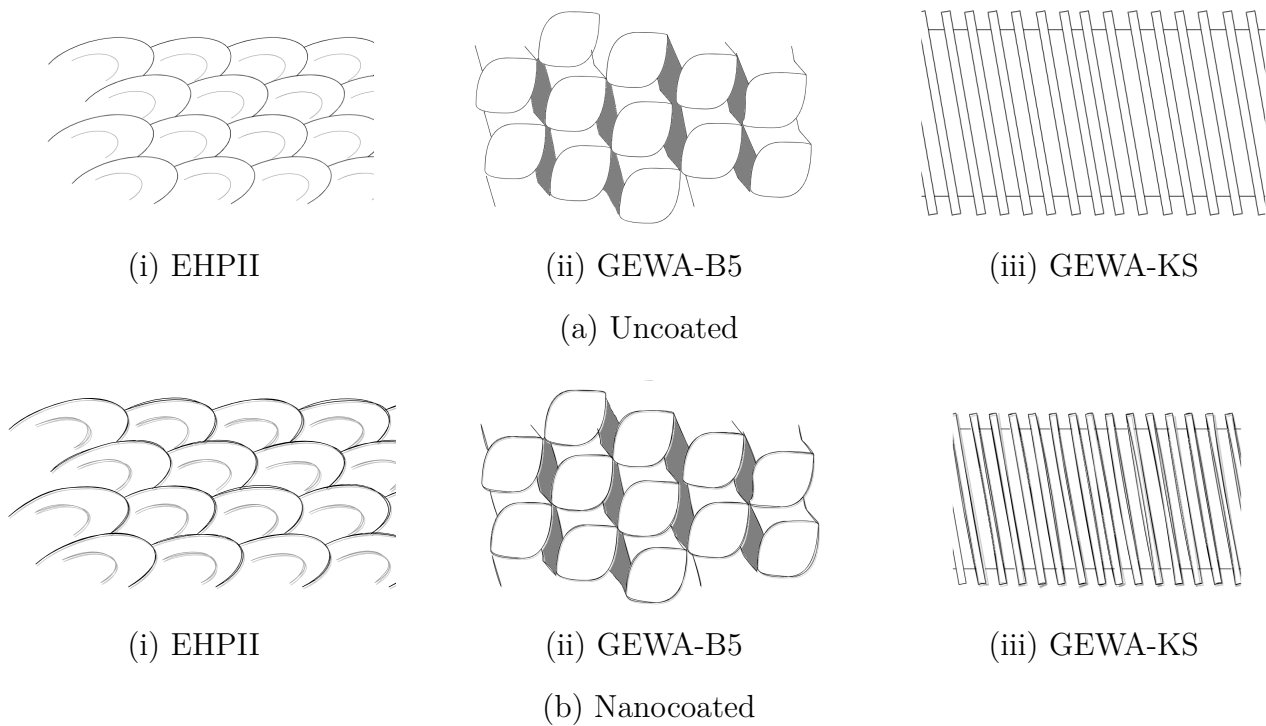 (i) EHPII
(ii) GEWA-B5
(iii) GEWA-KS
(a) Uncoated
(i) EHPII
(ii) GEWA-B5
(iii) GEWA-KS
(b) Nanocoated